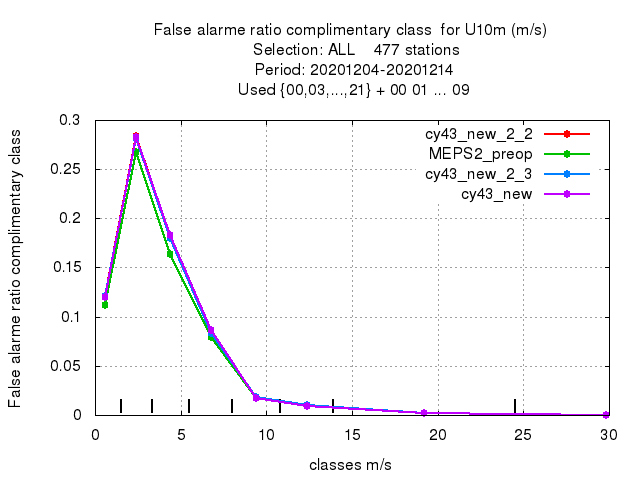 False alarme ratio complimentary class  for U10m (m/s)
Selection: ALL    477 stations
Period: 20201204-20201214
Used {00,03,...,21} + 00 01 ... 09
False alarme ratio complimentary class
0.3
0.25
0.2
0.15
0.1
0.05
0
cy43_new_2_2
MEPS2_preop
cy43_new_2_3
cy43_new
0 5 10 15 20 25 30
classes m/s